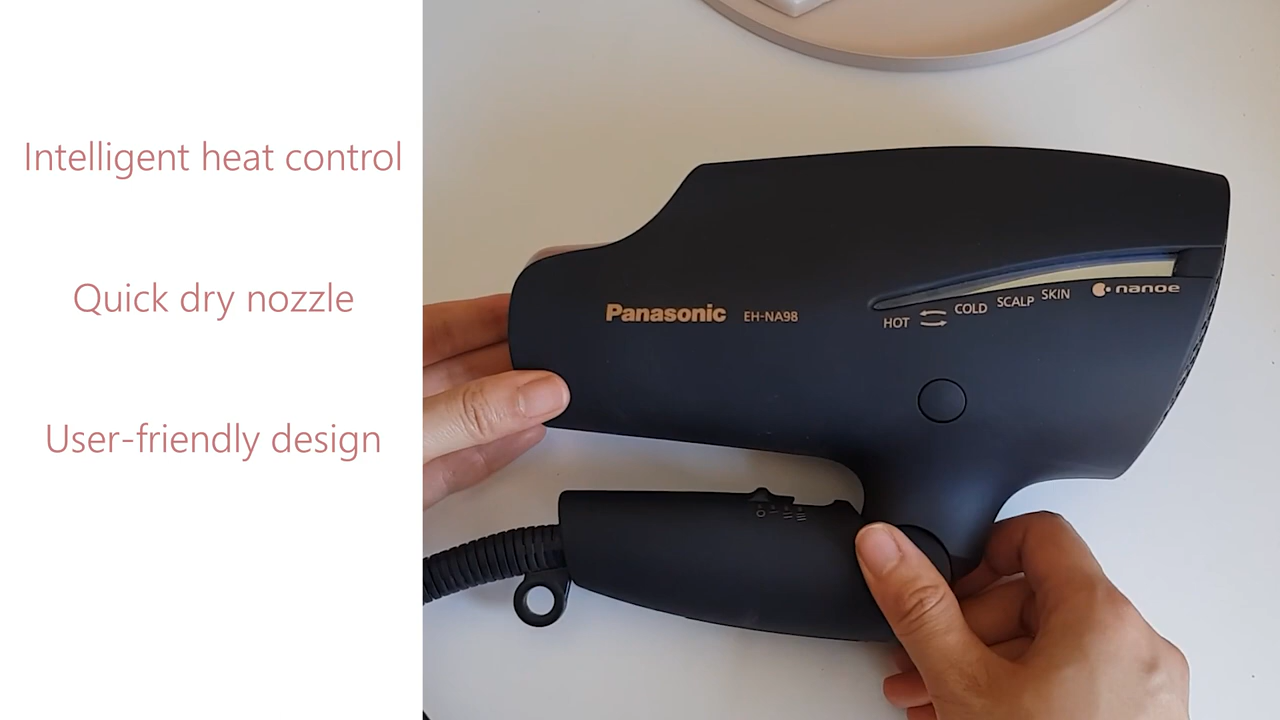 Intelligent heat control
Quick dry nozzle
User-friendly design
Panasonic EH-NA98
HOT COLD SCALP SKIN nanoe